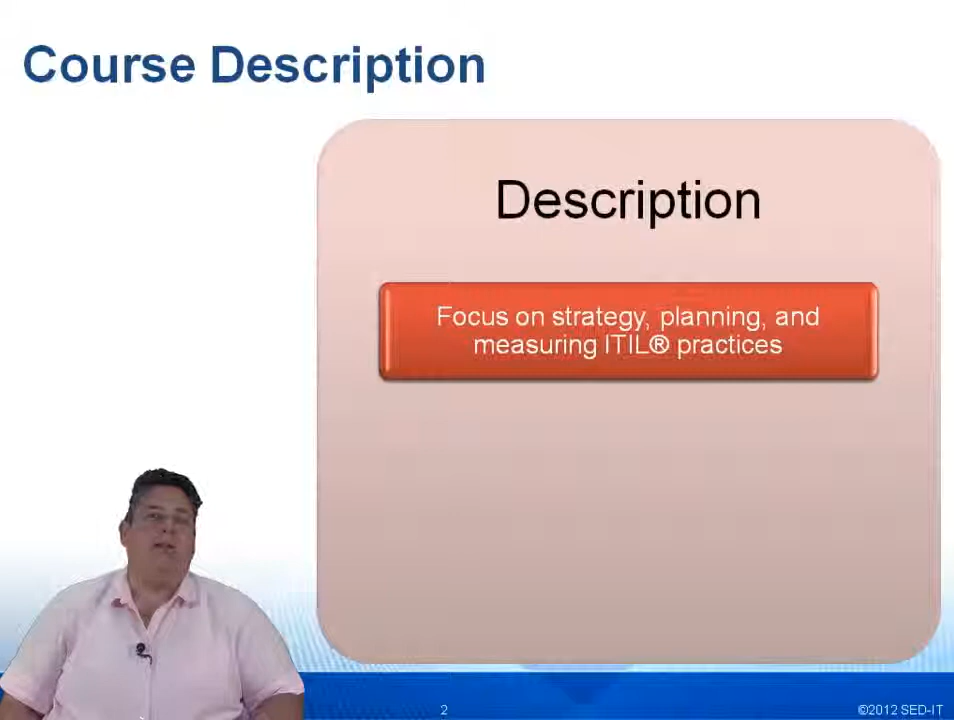 Course Description
Description
Focus on strategy, planning, and
measuring ITIL® practices
2
©2012 SED-IT